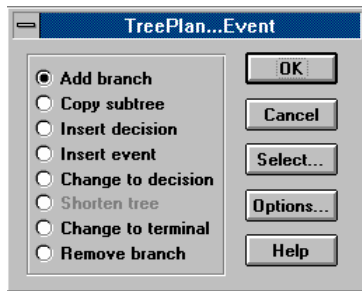 TreePlan...Event
Add branch
Copy subtree
Insert decision
Insert event
Change to decision
Shorten tree
Change to terminal
Remove branch
OK
Cancel
Select...
Options...
Help